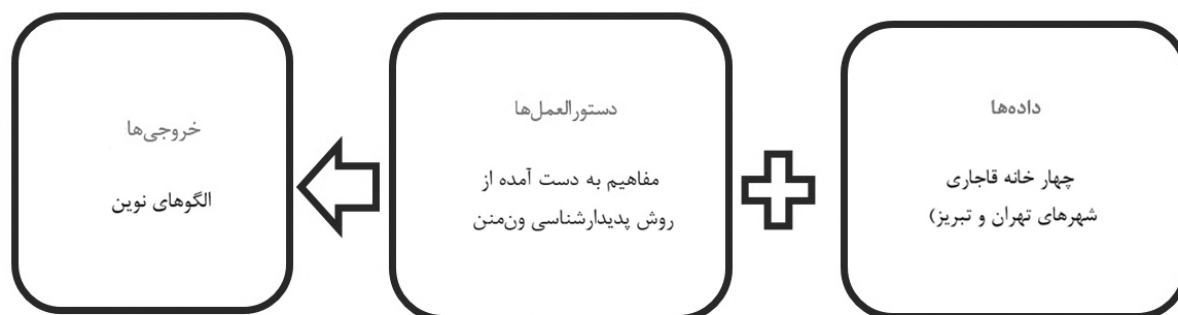 داده‌ها
چهار خانه قاجاری
شهرهای تهران و تبریز)
دستورالعمل‌ها
مفاهیم به دست آمده از
روش پدیدارشناسی ون‌منن
خروجی‌ها
الگوهای نوین